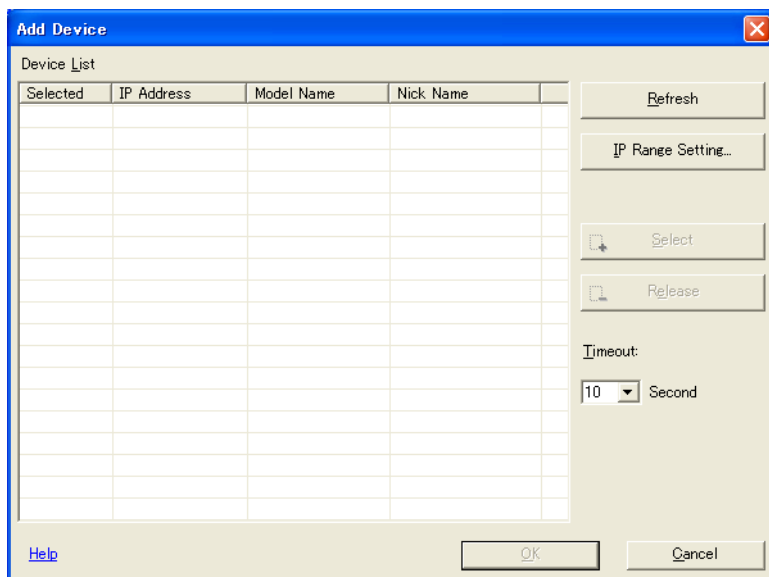 Add Device
Device List
Selected IP Address Model Name Nick Name
Refresh
IP Range Setting...
Select
Release
Timeout:
10 Second
Help OK Cancel